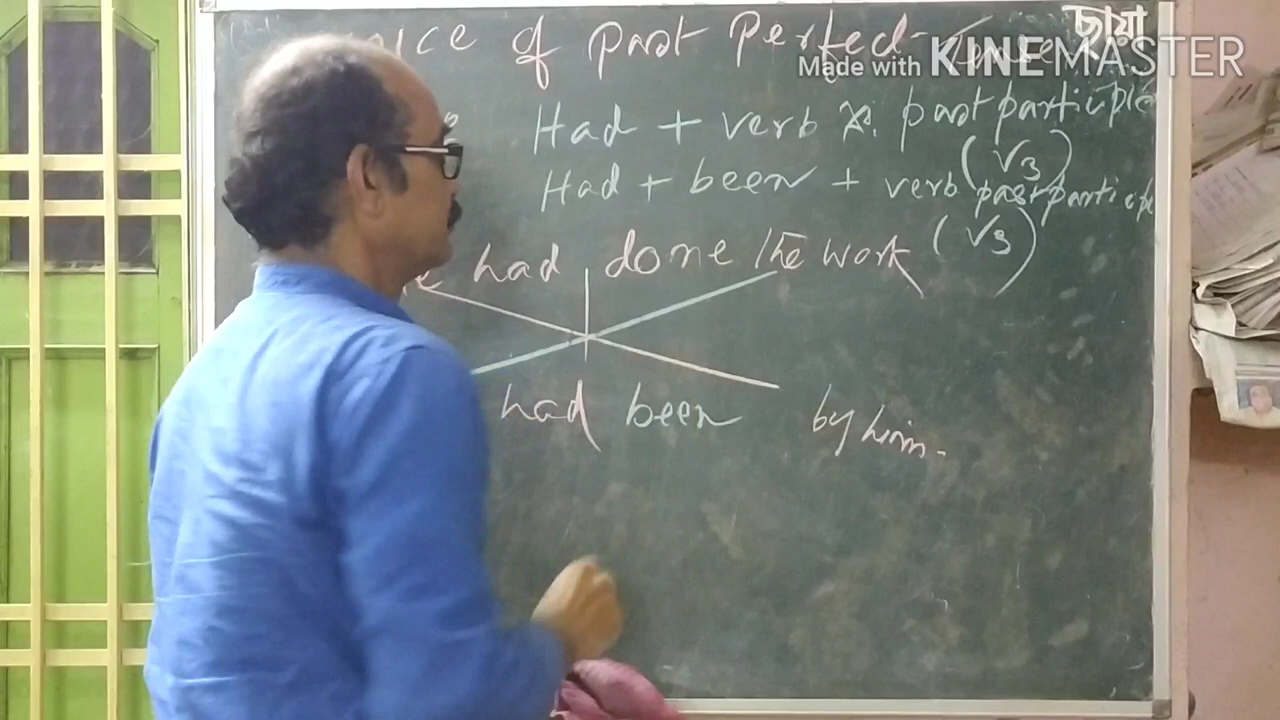 of Past Perfect Tense
ছায়া
Made with KINEMASTER
Had + verb past participle
(V3)
Had + been + verb past participle
(V3)
had done the work
had been by him.